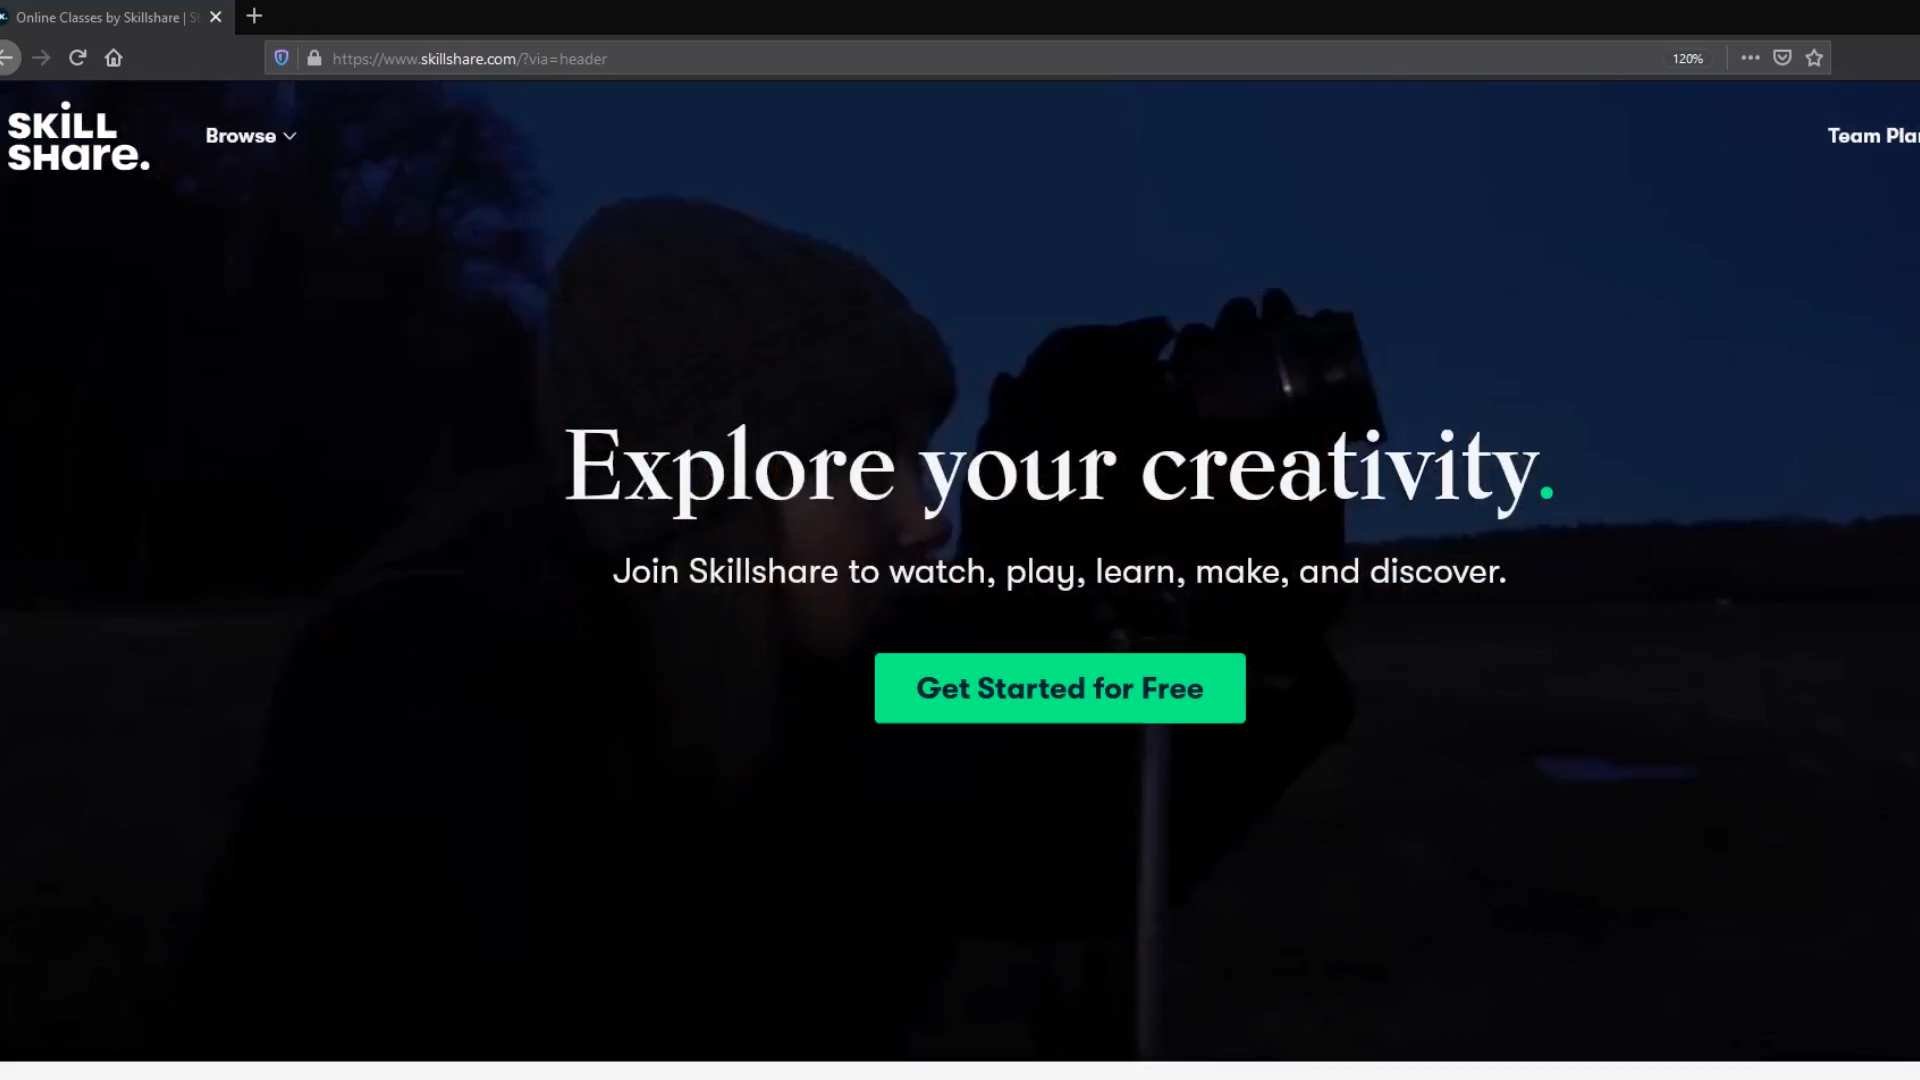 Online Classes by Skillshare |
https://www.skillshare.com/?via=header
120%
SKILL
SHare.
Browse
Team
Explore your creativity.
Join Skillshare to watch, play, learn, make, and discover.
Get Started for Free